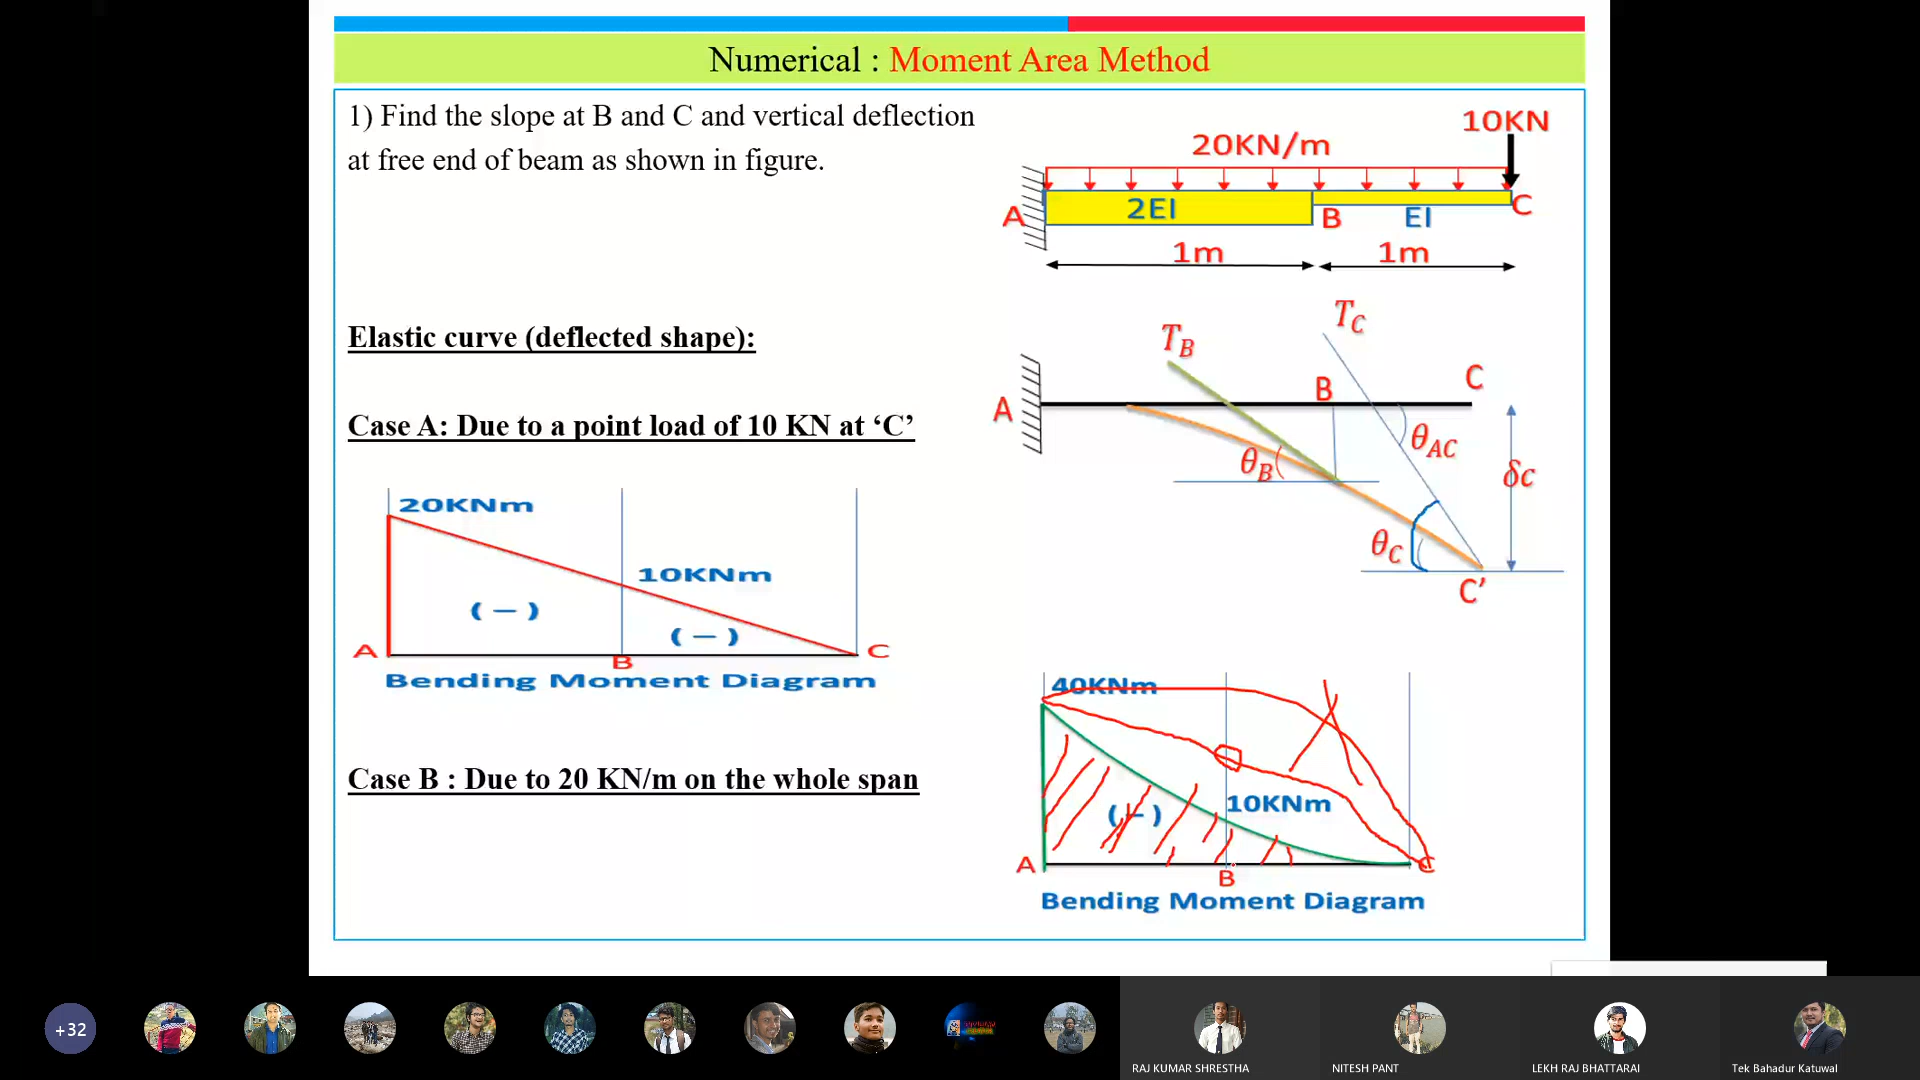 Numerical : Moment Area Method
1) Find the slope at B and C and vertical deflection
at free end of beam as shown in figure.
10KN
20KN/m
A
2EI
B
EI
C
1m
1m
Elastic curve (deflected shape):
T_C
T_B
A
B
C
θ_AC
θ_B
δc
θ_C
C’
Case A: Due to a point load of 10 KN at ‘C’
20KNm
10KNm
( − )
( − )
A
B
C
Bending Moment Diagram
Case B : Due to 20 KN/m on the whole span
40KNm
10KNm
( − )
A
B
C
Bending Moment Diagram
+32
RAJ KUMAR SHRESTHA
NITESH PANT
LEKH RAJ BHATTARAI
Tek Bahadur Katuwal